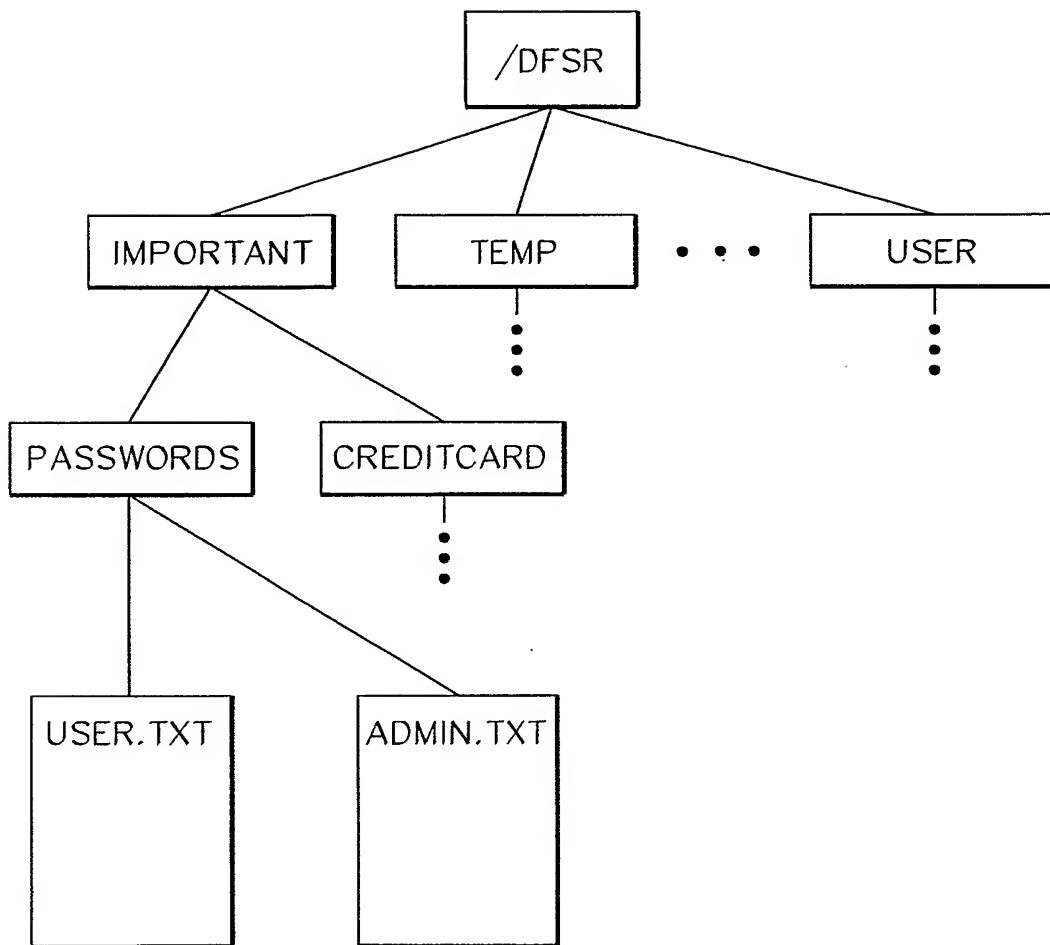 /DFSR
IMPORTANT
TEMP
USER
PASSWORDS
CREDITCARD
USER.TXT
ADMIN.TXT